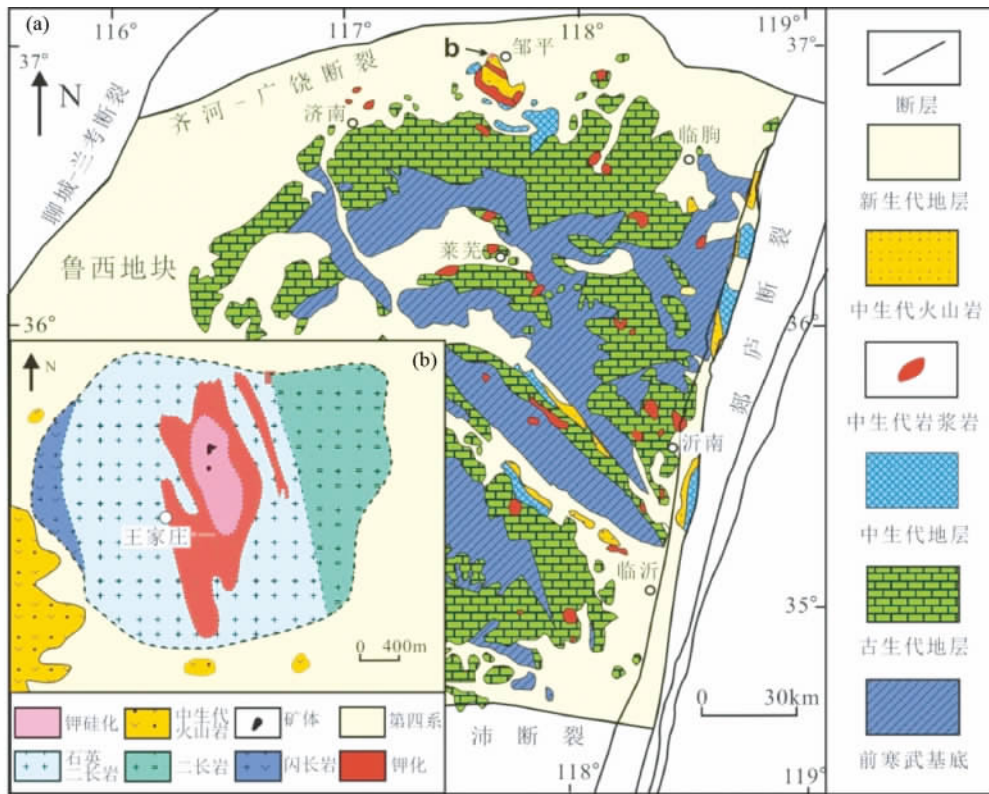 (a)
116°
117°
118°
119°
37°
37°
b
邹平
N
齐河-广饶断裂
济南
临朐
聊城-兰考断裂
莱芜
鲁西地块
36°
36°
郯庐断裂
沂南
临沂
35°
0 30km
沛断裂
118°
119°
(b)
N
王家庄
0 400m
钾硅化
中生代
火山岩
矿体
第四系
石英
二长岩
二长岩
闪长岩
钾化
断层
新生代地层
中生代火山岩
中生代岩浆岩
中生代地层
古生代地层
前寒武基底